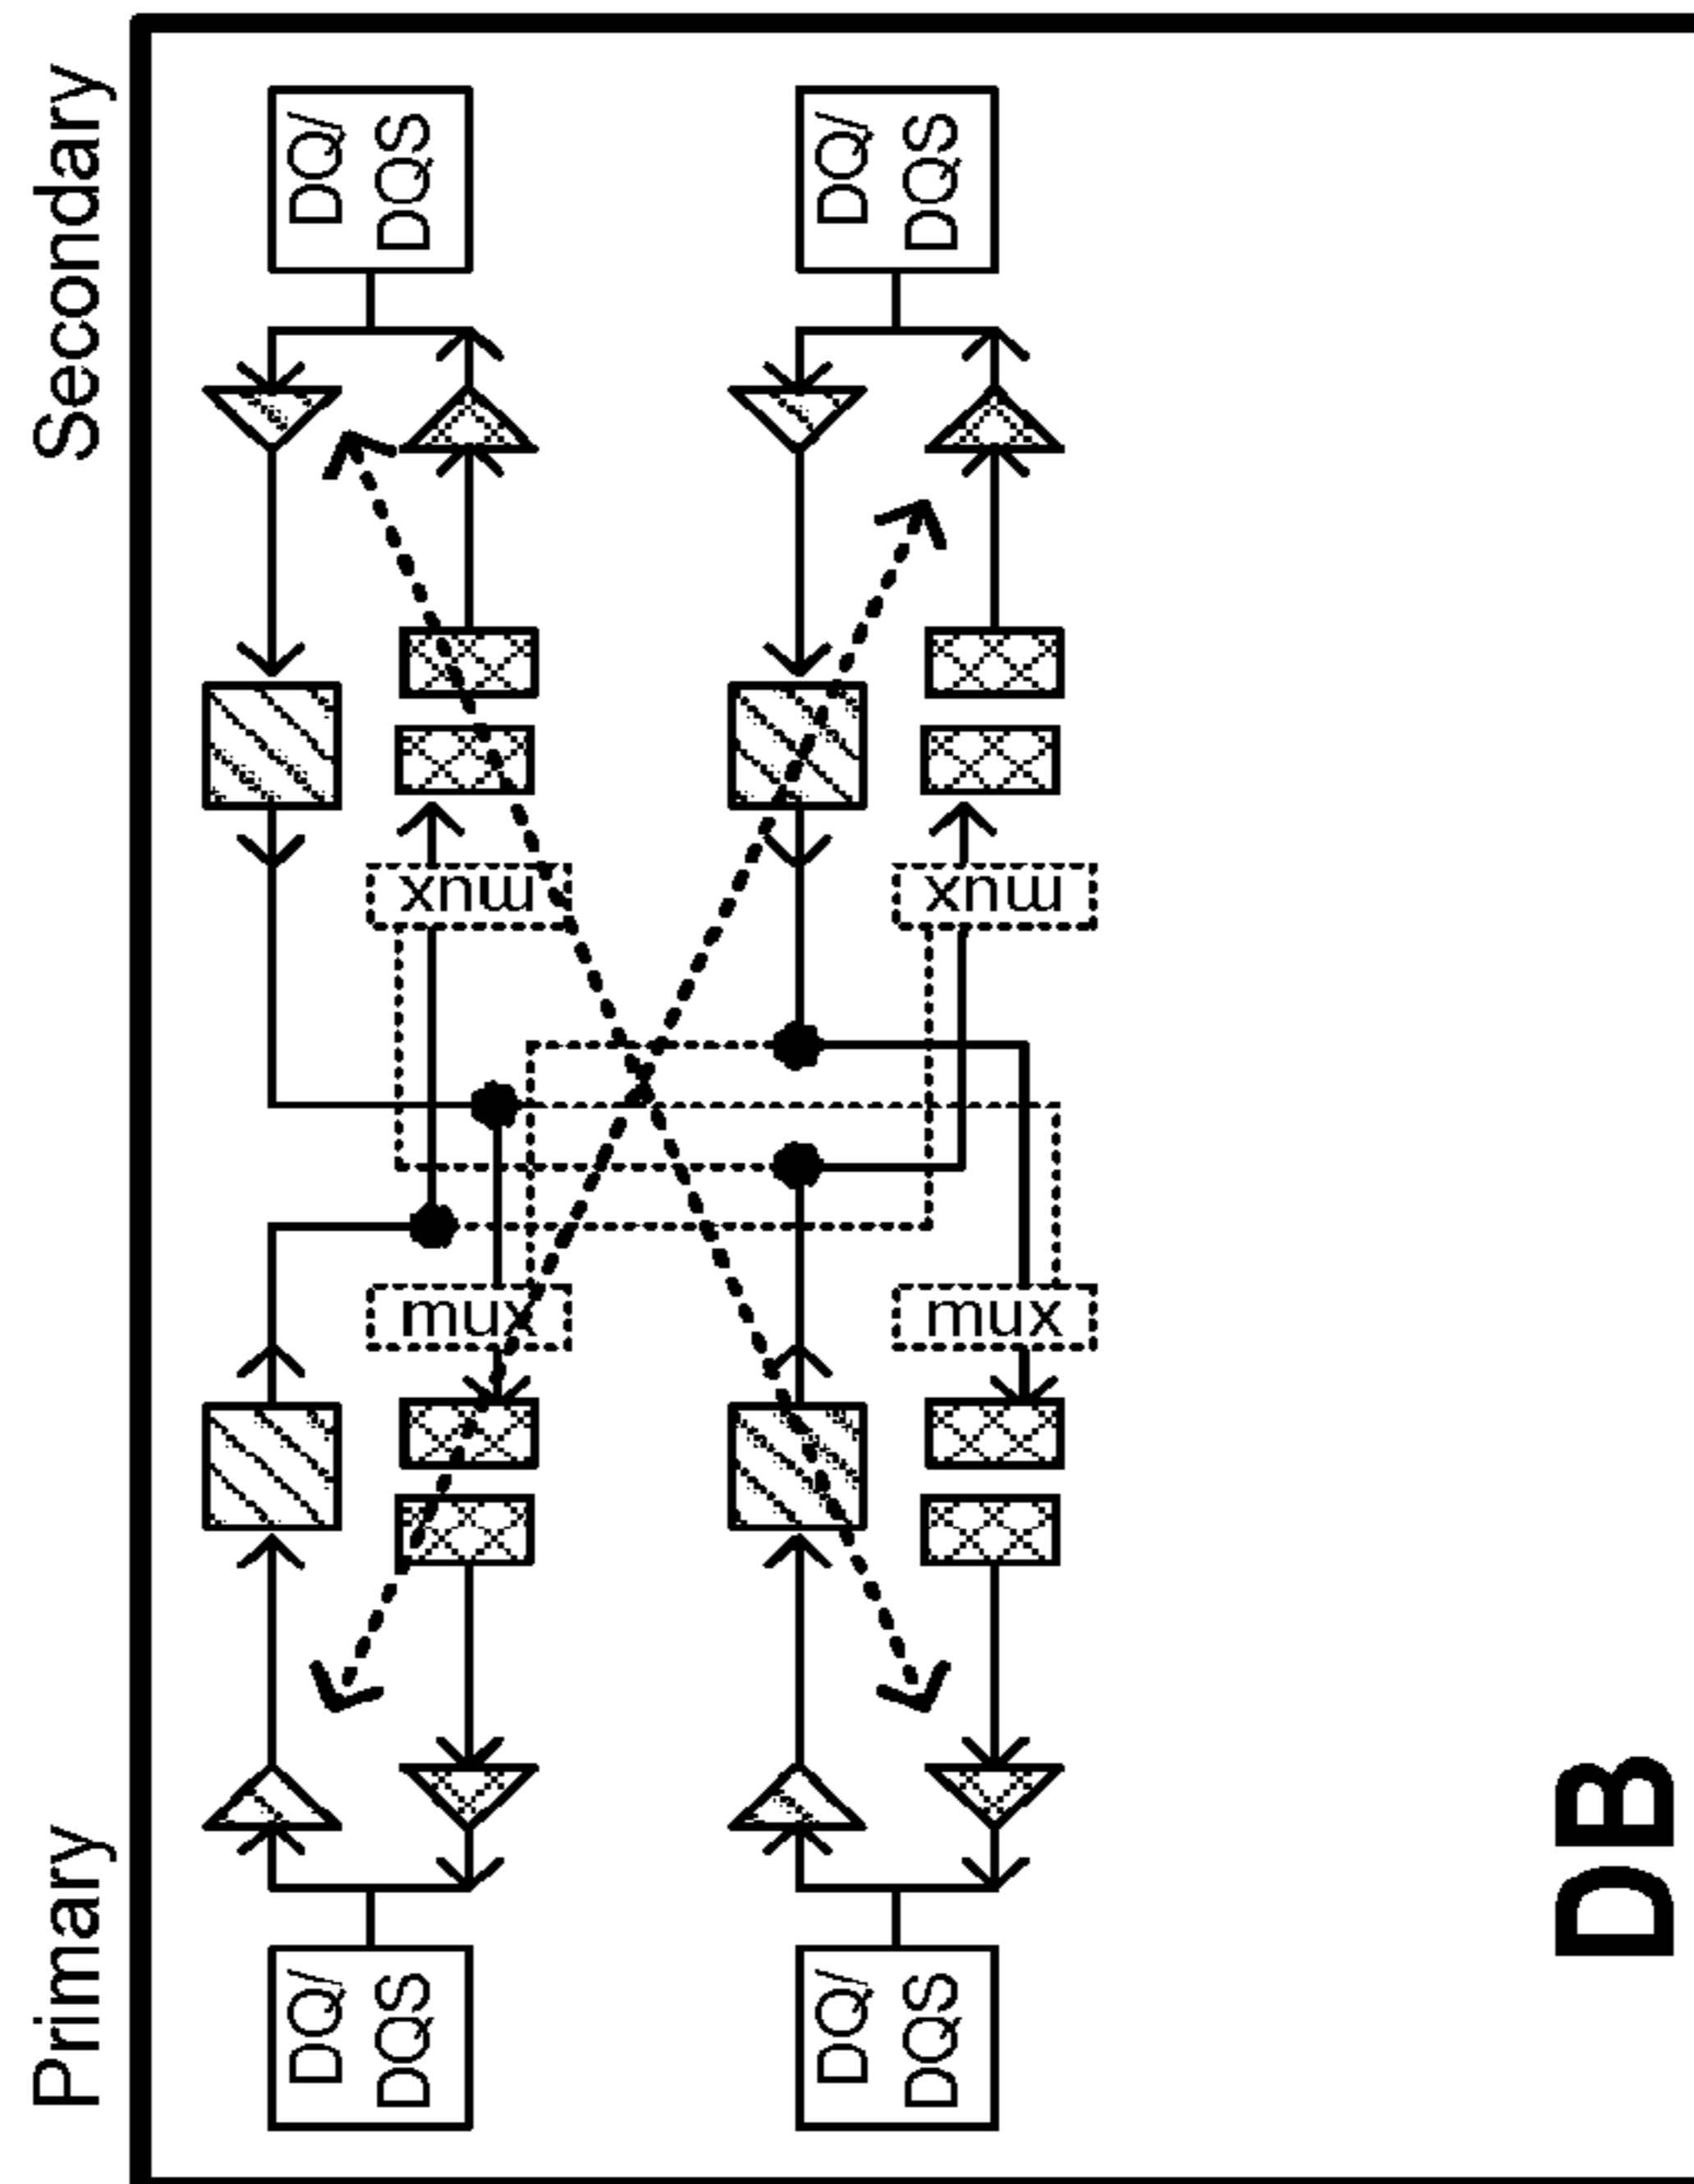 Primary
Secondary
DQ/
DQS
DQ/
DQS
mux
mux
DQ/
DQS
DQ/
DQS
mux
mux
DB